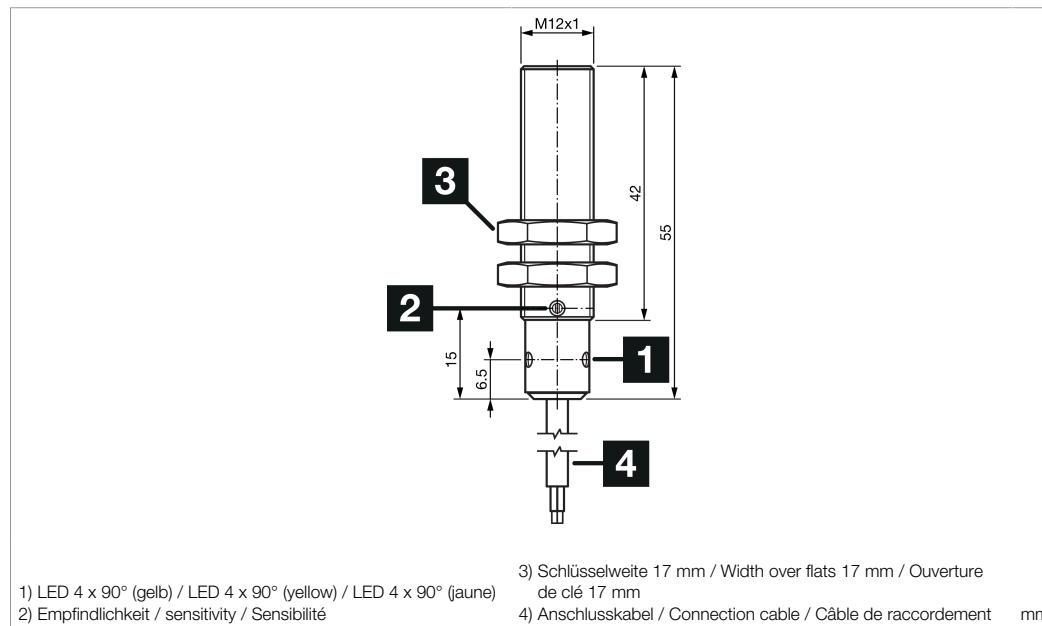 M12x1
3
42
55
2
15
6.5
1
4
1) LED 4 x 90° (gelb) / LED 4 x 90° (yellow) / LED 4 x 90° (jaune)
2) Empfindlichkeit / sensitivity / Sensibilité
3) Schlüsselweite 17 mm / Width over flats 17 mm / Ouverture
de clé 17 mm
4) Anschlusskabel / Connection cable / Câble de raccordement
mm